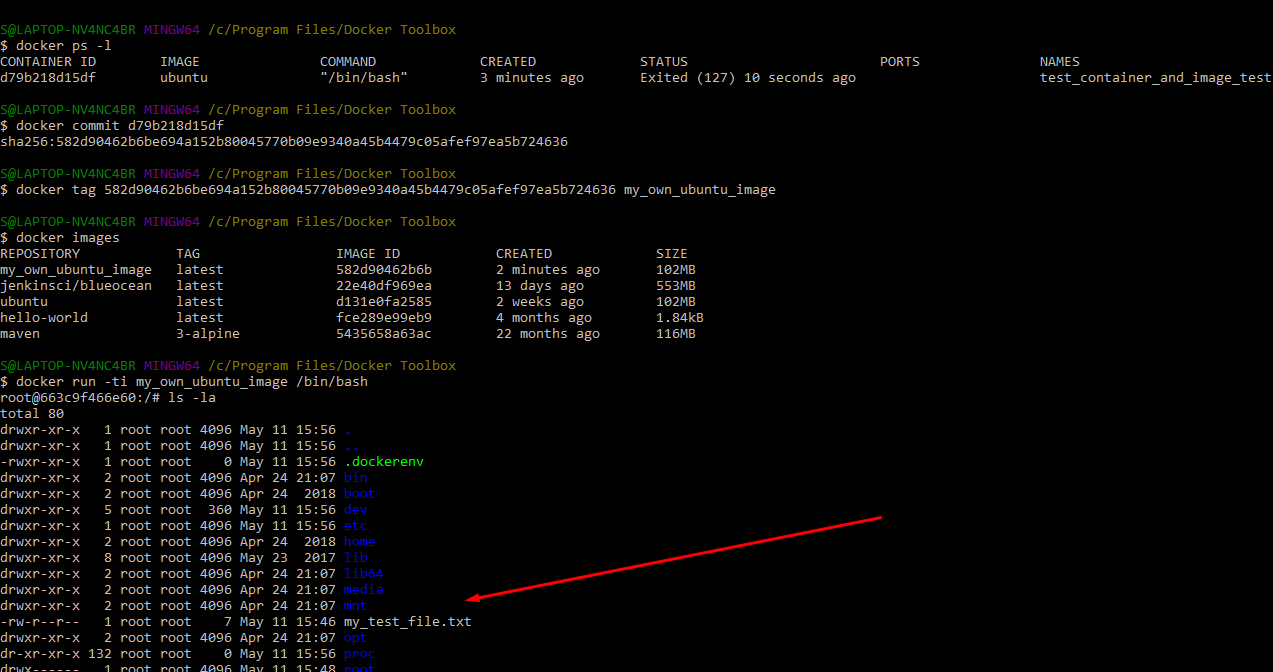 S@LAPTOP-NV4NC4BR MINGW64 /c/Program Files/Docker Toolbox
$ docker ps -l
CONTAINER ID        IMAGE               COMMAND             CREATED             STATUS                        PORTS               NAMES
d79b218d15df        ubuntu              "/bin/bash"         3 minutes ago       Exited (127) 10 seconds ago                       test_container_and_image_test
S@LAPTOP-NV4NC4BR MINGW64 /c/Program Files/Docker Toolbox
$ docker commit d79b218d15df
sha256:582d90462b6be694a152b80045770b09e9340a45b4479c05afef97ea5b724636
S@LAPTOP-NV4NC4BR MINGW64 /c/Program Files/Docker Toolbox
$ docker tag 582d90462b6be694a152b80045770b09e9340a45b4479c05afef97ea5b724636 my_own_ubuntu_image
S@LAPTOP-NV4NC4BR MINGW64 /c/Program Files/Docker Toolbox
$ docker images
REPOSITORY            TAG                 IMAGE ID            CREATED             SIZE
my_own_ubuntu_image   latest              582d90462b6b        2 minutes ago       102MB
jenkinsci/blueocean   latest              22e40df969ea        13 days ago         553MB
ubuntu                latest              d131e0fa2585        2 weeks ago         102MB
hello-world           latest              fce289e99eb9        4 months ago        1.84kB
maven                 3-alpine            5435658a63ac        22 months ago       116MB
S@LAPTOP-NV4NC4BR MINGW64 /c/Program Files/Docker Toolbox
$ docker run -ti my_own_ubuntu_image /bin/bash
root@663c9f466e60:/# ls -la
total 80
drwxr-xr-x   1 root root 4096 May 11 15:56 .
drwxr-xr-x   1 root root 4096 May 11 15:56 ..
-rwxr-xr-x   1 root root    0 May 11 15:56 .dockerenv
drwxr-xr-x   2 root root 4096 Apr 24 21:07 bin
drwxr-xr-x   2 root root 4096 Apr 24  2018 boot
drwxr-xr-x   5 root root  360 May 11 15:56 dev
drwxr-xr-x   1 root root 4096 May 11 15:56 etc
drwxr-xr-x   2 root root 4096 Apr 24  2018 home
drwxr-xr-x   8 root root 4096 May 23  2017 lib
drwxr-xr-x   2 root root 4096 Apr 24 21:07 lib64
drwxr-xr-x   2 root root 4096 Apr 24 21:07 media
drwxr-xr-x   2 root root 4096 Apr 24 21:07 mnt
-rw-r--r--   1 root root    7 May 11 15:46 my_test_file.txt
drwxr-xr-x   2 root root 4096 Apr 24 21:07 opt
dr-xr-xr-x 132 root root    0 May 11 15:56 proc
drwx------   1 root root 4096 May 11 15:48 root